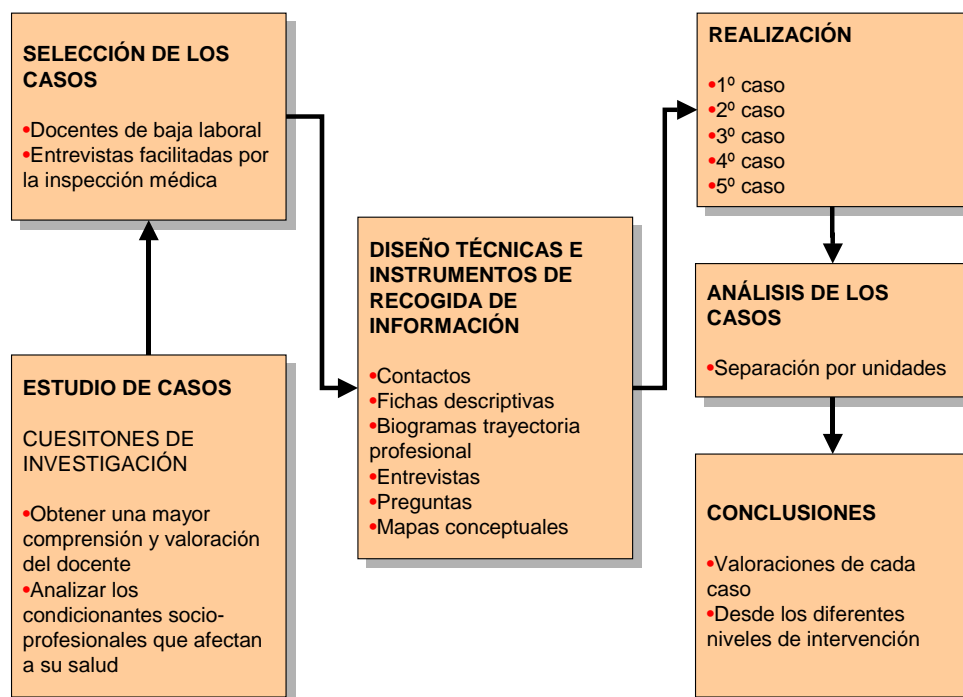 SELECCIÓN DE LOS
CASOS
•Docentes de baja laboral
•Entrevistas facilitadas por
la inspección médica
ESTUDIO DE CASOS
CUESITONES DE
INVESTIGACIÓN
•Obtener una mayor
comprensión y valoración
del docente
•Analizar los
condicionantes socio-
profesionales que afectan
a su salud
DISEÑO TÉCNICAS E
INSTRUMENTOS DE
RECOGIDA DE
INFORMACIÓN
•Contactos
•Fichas descriptivas
•Biogramas trayectoria
profesional
•Entrevistas
•Preguntas
•Mapas conceptuales
REALIZACIÓN
•1º caso
•2º caso
•3º caso
•4º caso
•5º caso
ANÁLISIS DE LOS
CASOS
•Separación por unidades
CONCLUSIONES
•Valoraciones de cada
caso
•Desde los diferentes
niveles de intervención